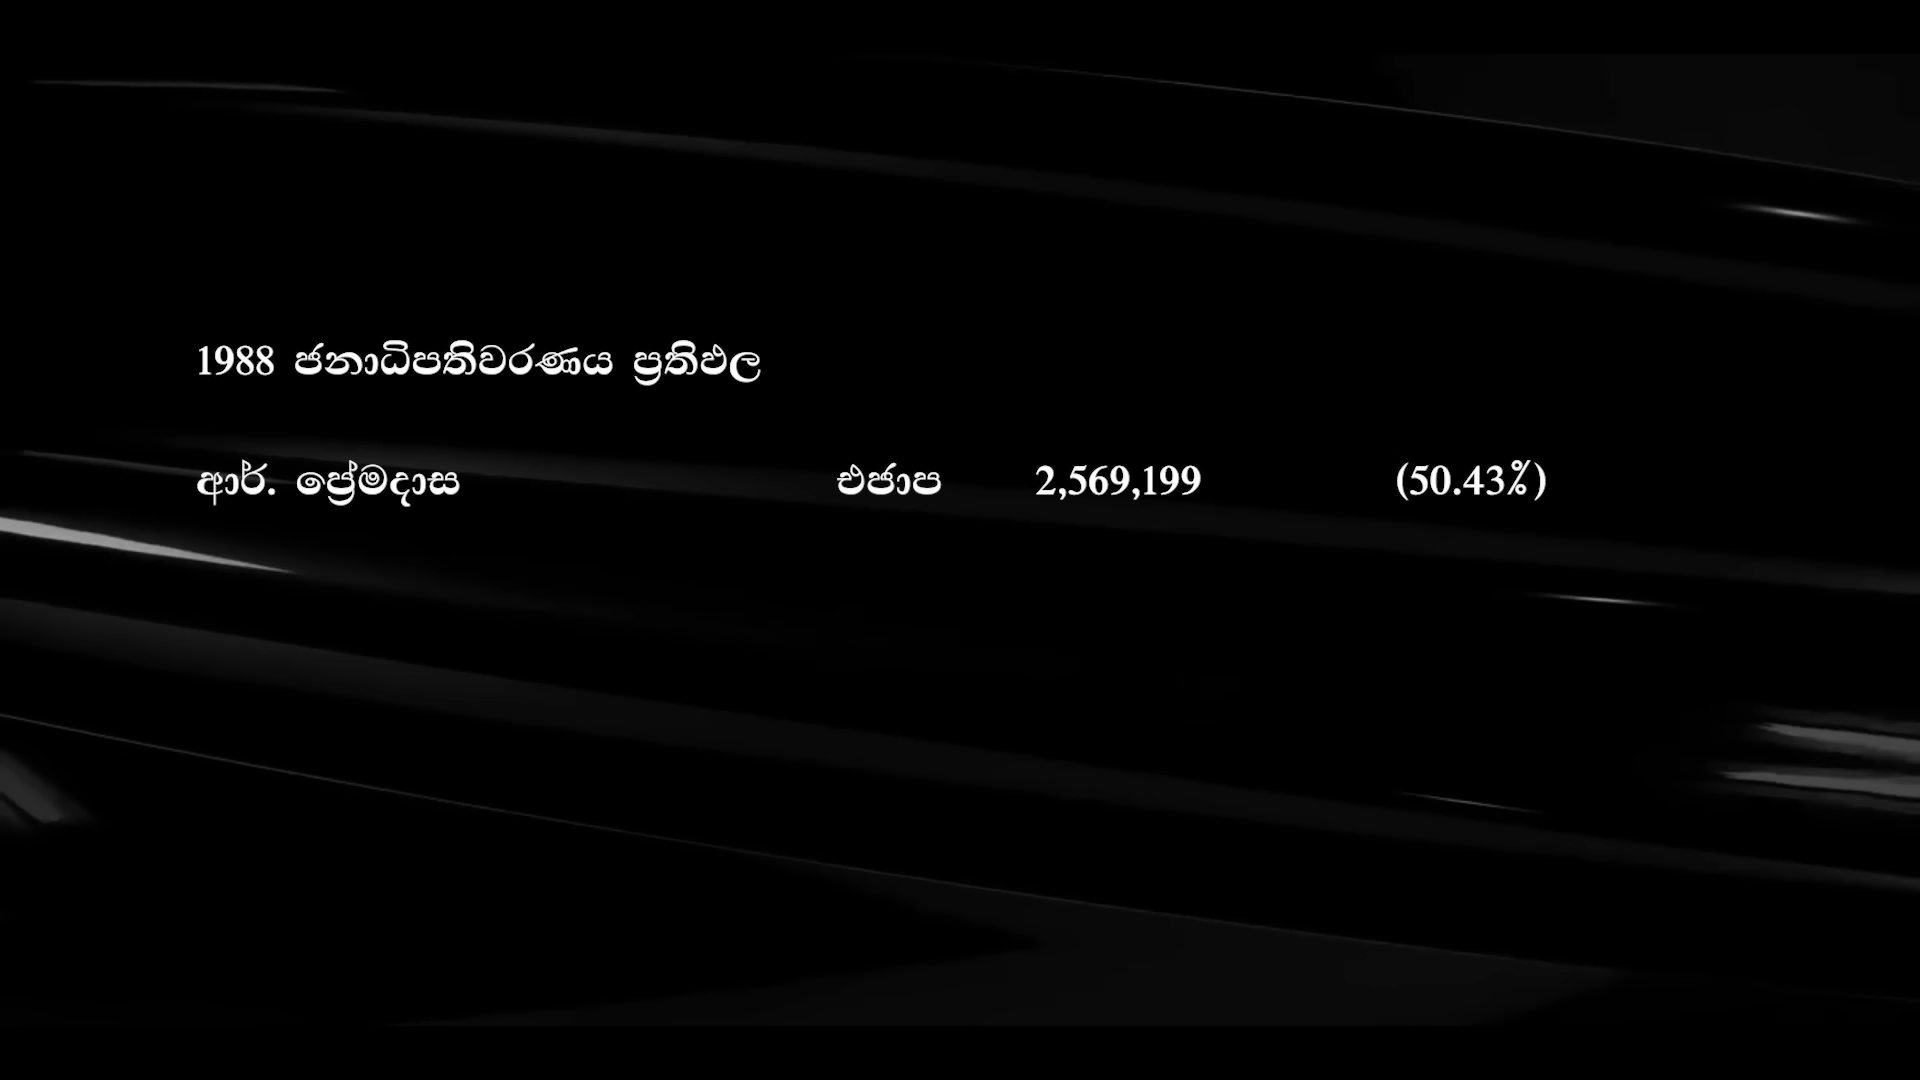 1988 ජනාධිපතිවරණය ප්‍රතිඵල
ආර්. ප්‍රේමදාස එජාප 2,569,199 (50.43%)